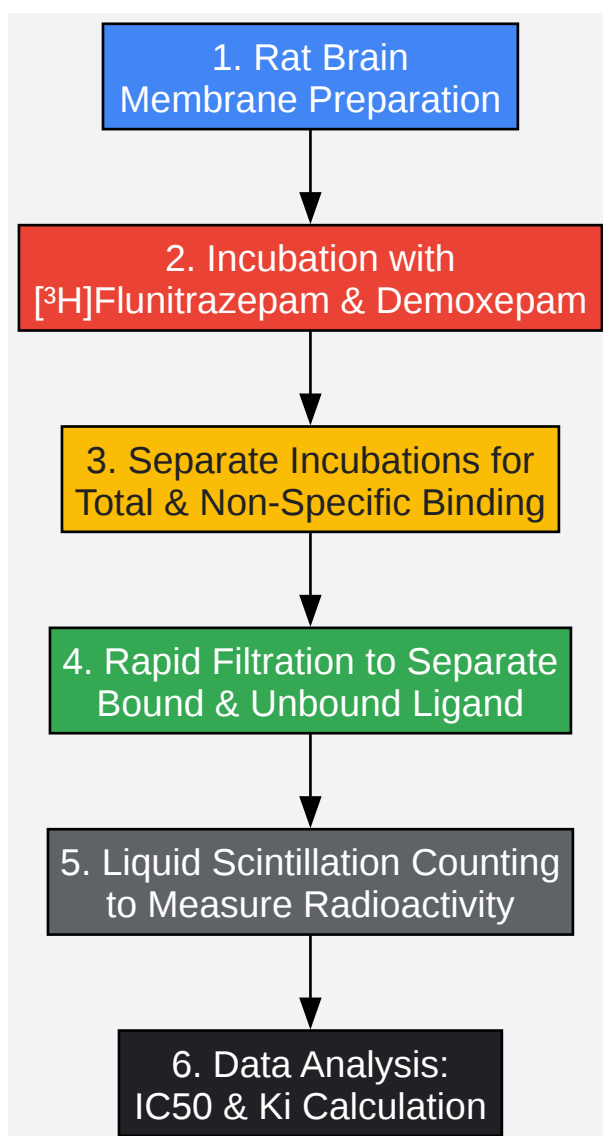 1. Rat Brain
Membrane Preparation
2. Incubation with
[³H]Flunitrazepam & Demoxepam
3. Separate Incubations for
Total & Non-Specific Binding
4. Rapid Filtration to Separate
Bound & Unbound Ligand
5. Liquid Scintillation Counting
to Measure Radioactivity
6. Data Analysis:
IC50 & Ki Calculation